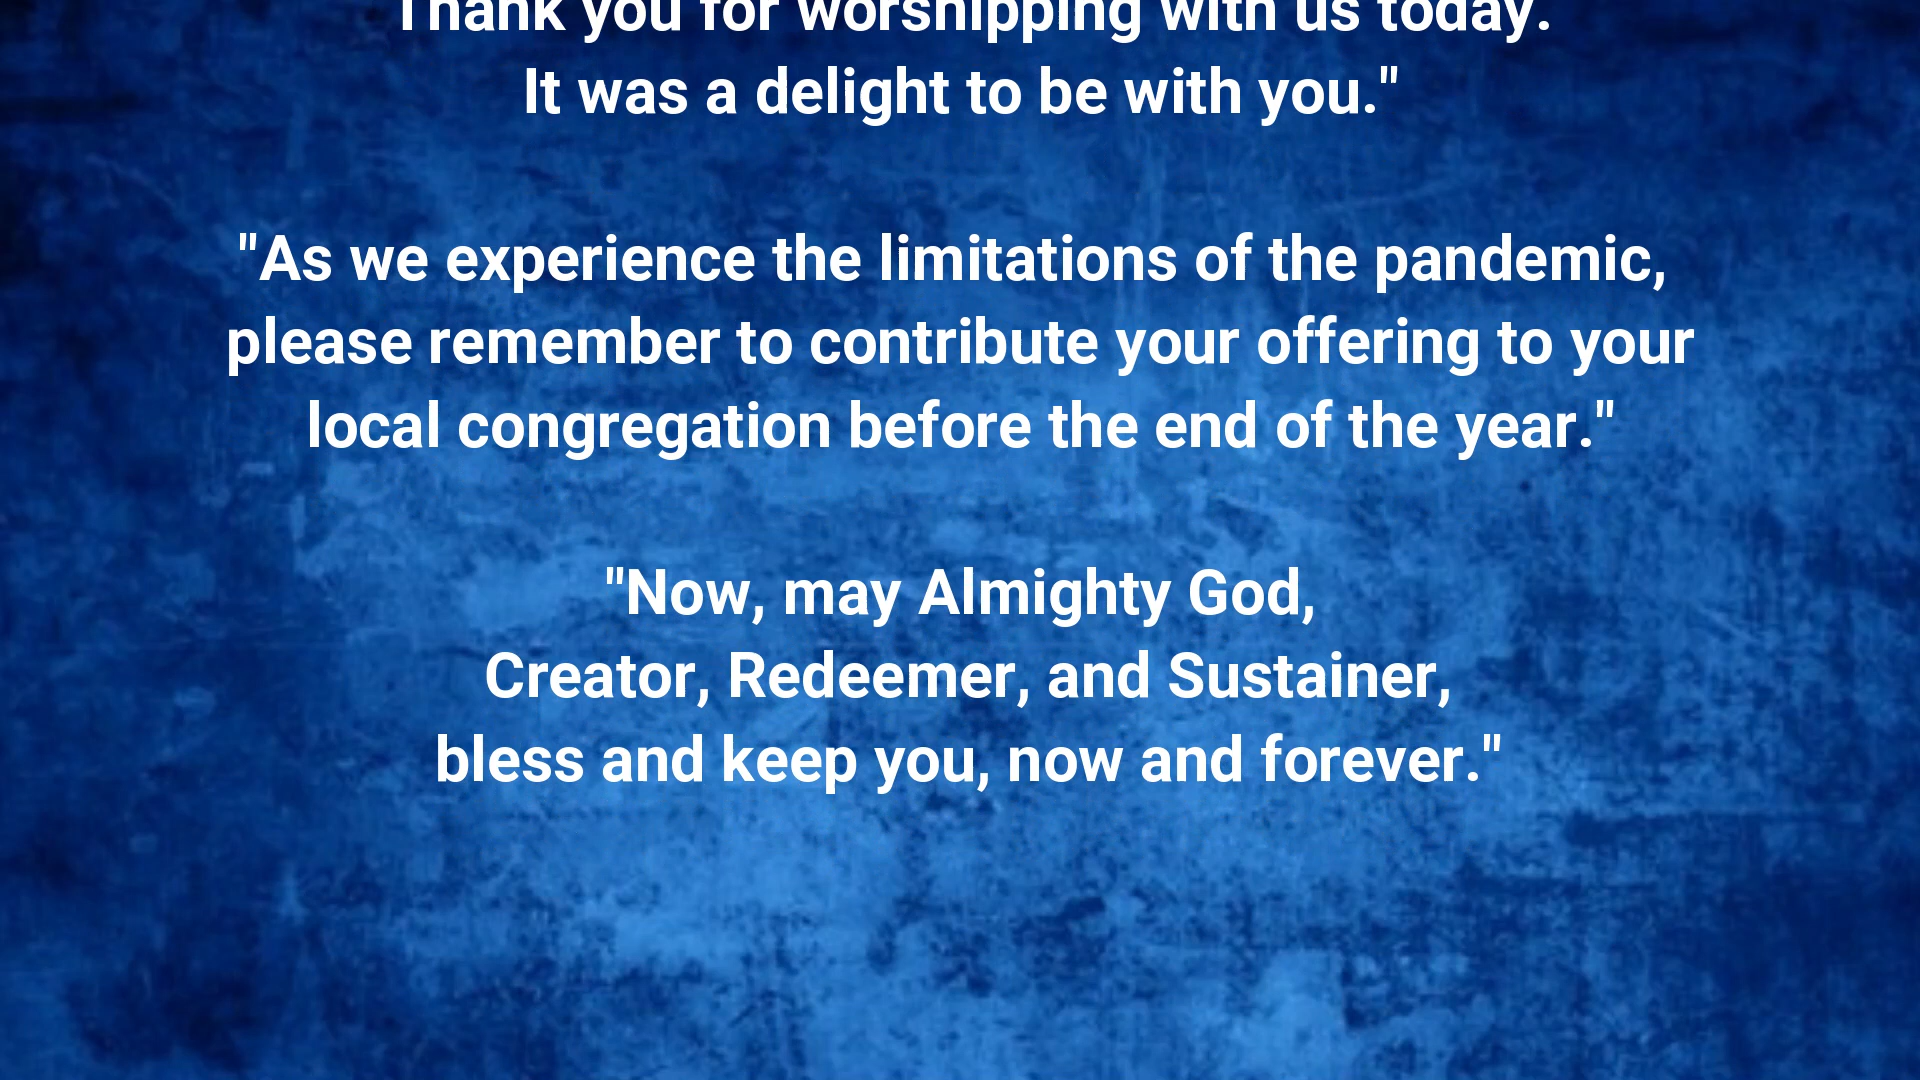 Thank you for worshipping with us today.
It was a delight to be with you."
"As we experience the limitations of the pandemic,
please remember to contribute your offering to your
local congregation before the end of the year."
"Now, may Almighty God,
Creator, Redeemer, and Sustainer,
bless and keep you, now and forever."